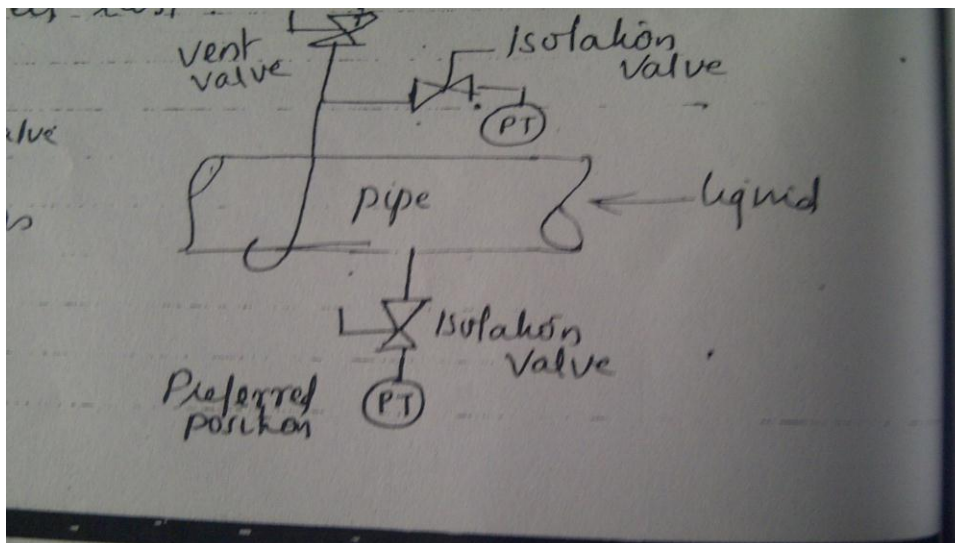 vent
valve
Isolation
Valve
PT
pipe
liquid
Isolation
Valve
Preferred
position
PT